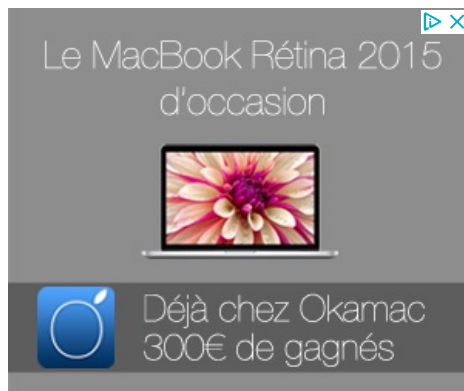 Le MacBook Rétina 2015
d'occasion
Déjà chez Okamac
300€ de gagnés